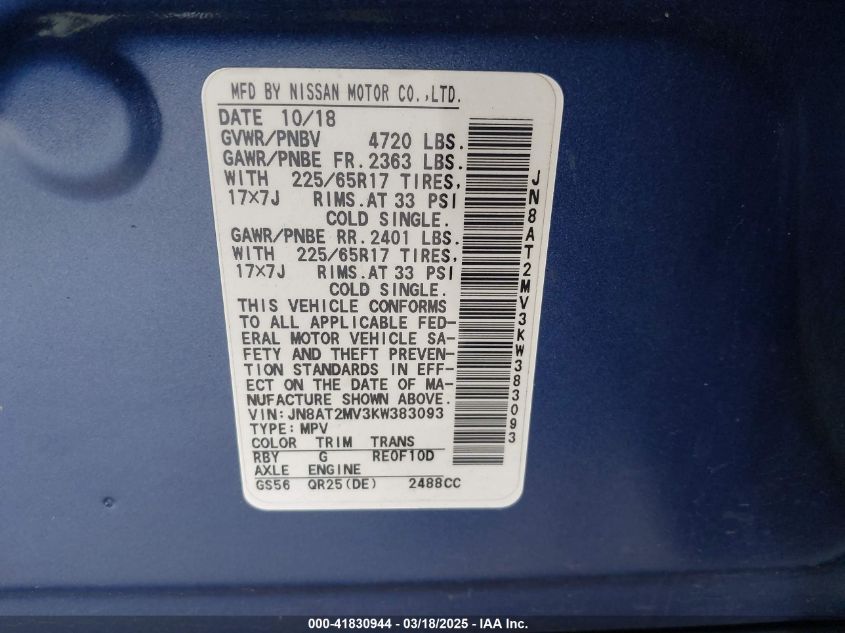 MFD BY NISSAN MOTOR CO.,LTD.
DATE 10/18
GVWR/PNBV 4720 LBS.
GAWR/PNBE FR.2363 LBS.
WITH 225/65R17 TIRES,
17×7J RIMS.AT 33 PSI
COLD SINGLE.
GAWR/PNBE RR.2401 LBS.
WITH 225/65R17 TIRES,
17×7J RIMS.AT 33 PSI
COLD SINGLE.
THIS VEHICLE CONFORMS
TO ALL APPLICABLE FED-
ERAL MOTOR VEHICLE SA-
FETY AND THEFT PREVEN-
TION STANDARDS IN EFF-
ECT ON THE DATE OF MA-
NUFACTURE SHOWN ABOVE.
VIN:JN8AT2MV3KW383093
TYPE:MPV
COLOR TRIM TRANS
RBY G RE0F10D
AXLE ENGINE
GS56 QR25(DE) 2488CC
JN8AT2MV3KW383093
000-41830944 — 03/18/2025 — IAA Inc.